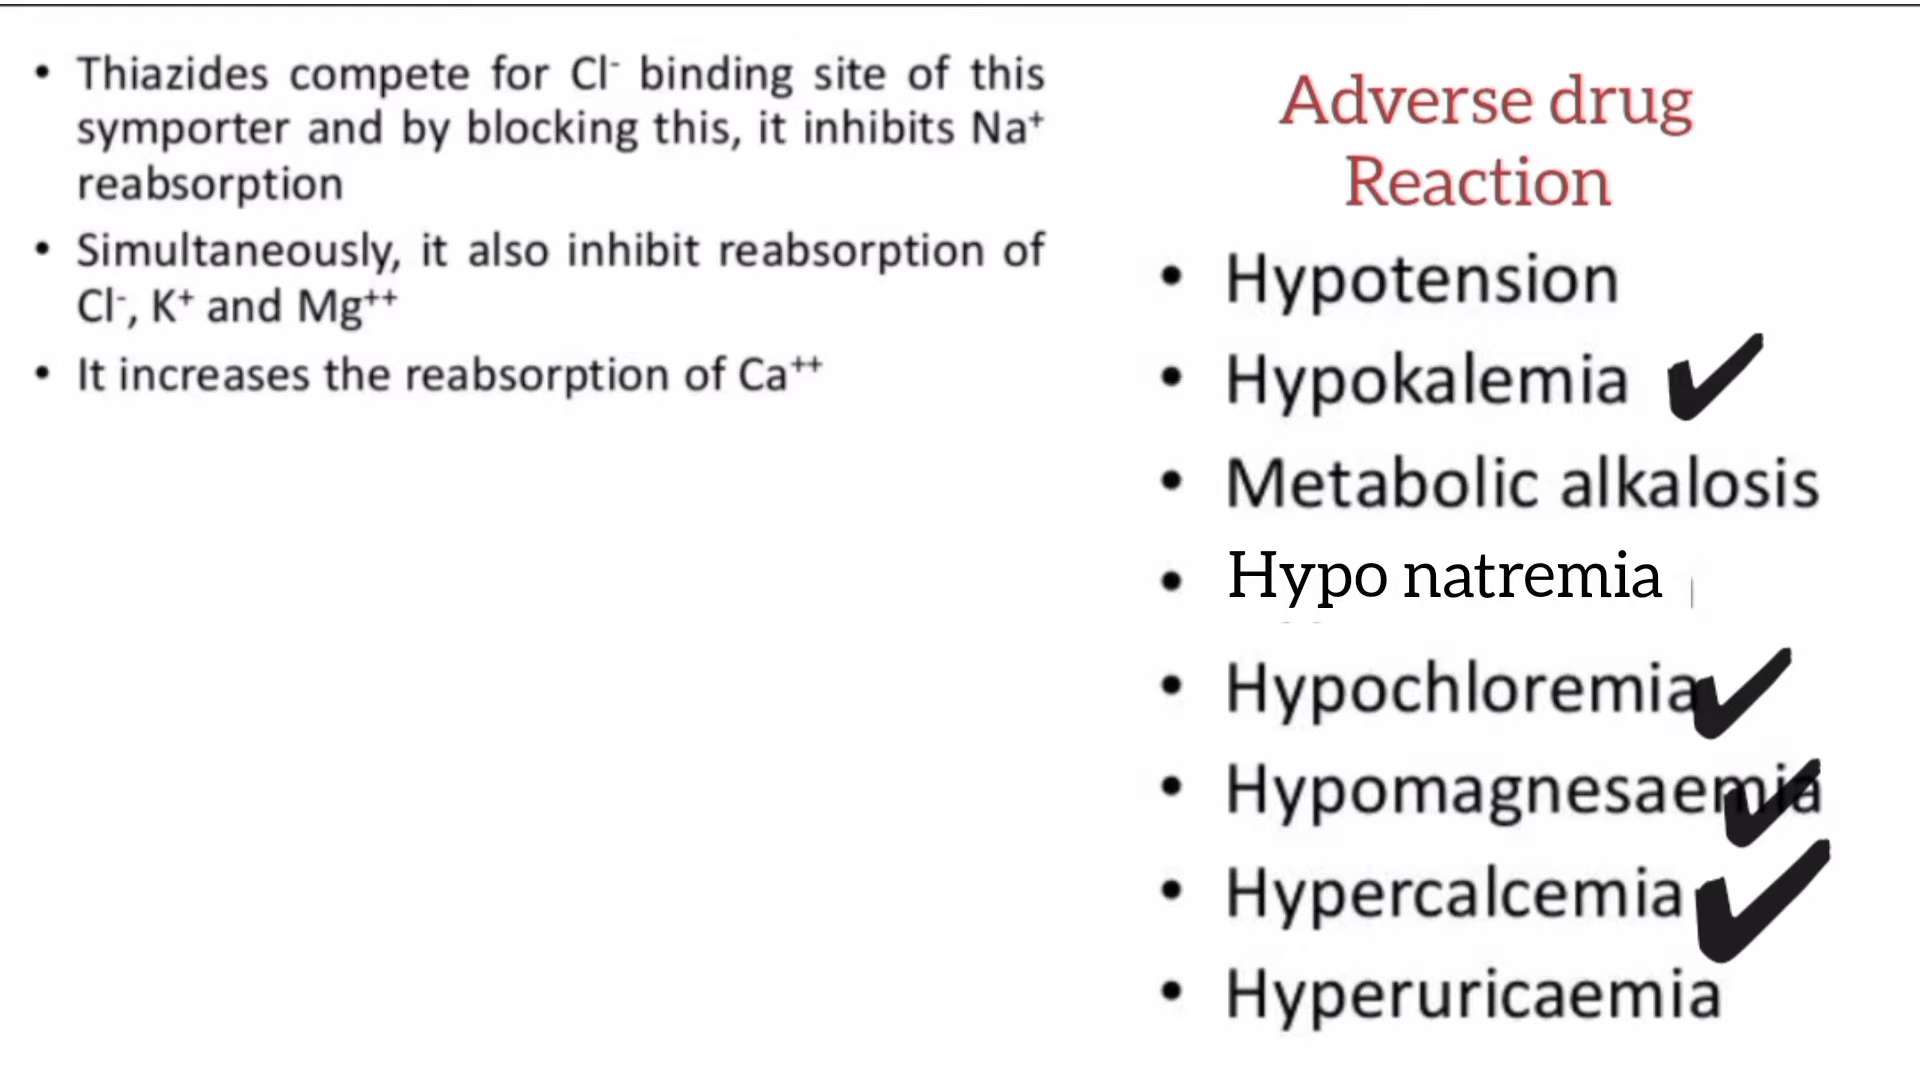 • Thiazides compete for Cl⁻ binding site of this
symporter and by blocking this, it inhibits Na⁺
reabsorption
• Simultaneously, it also inhibit reabsorption of
Cl⁻, K⁺ and Mg⁺⁺
• It increases the reabsorption of Ca⁺⁺
Adverse drug
Reaction
• Hypotension
• Hypokalemia ✔
• Metabolic alkalosis
• Hypo natremia
• Hypochloremia ✔
• Hypomagnesaemia ✔
• Hypercalcemia ✔
• Hyperuricaemia